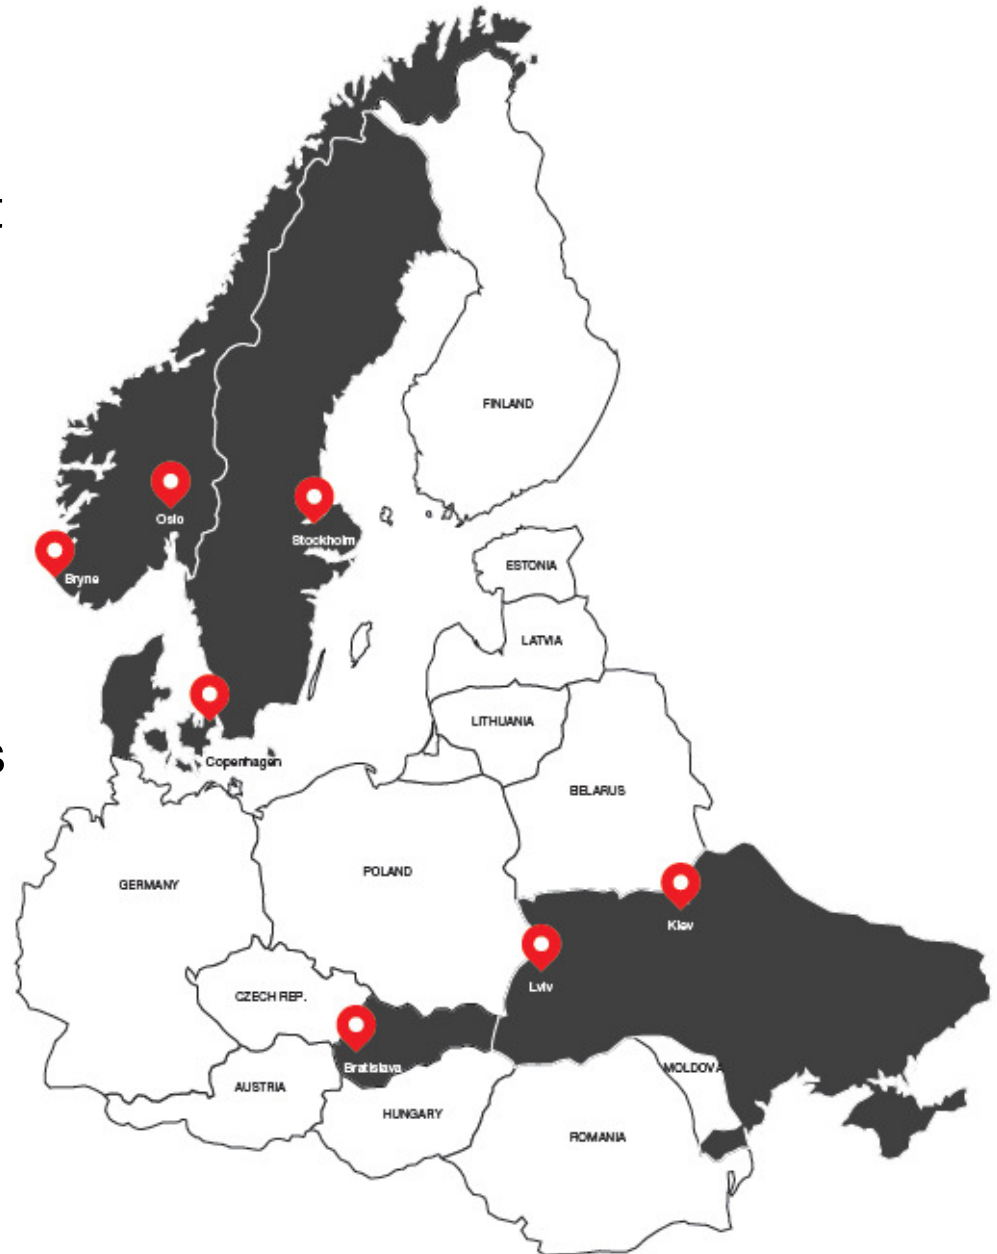 FINLAND
Oslo
Stockholm
Bryne
ESTONIA
LATVIA
LITHUANIA
Copenhagen
BELARUS
POLAND
GERMANY
Kiev
Lviv
CZECH REP.
Bratislava
MOLDOVA
AUSTRIA
HUNGARY
ROMANIA